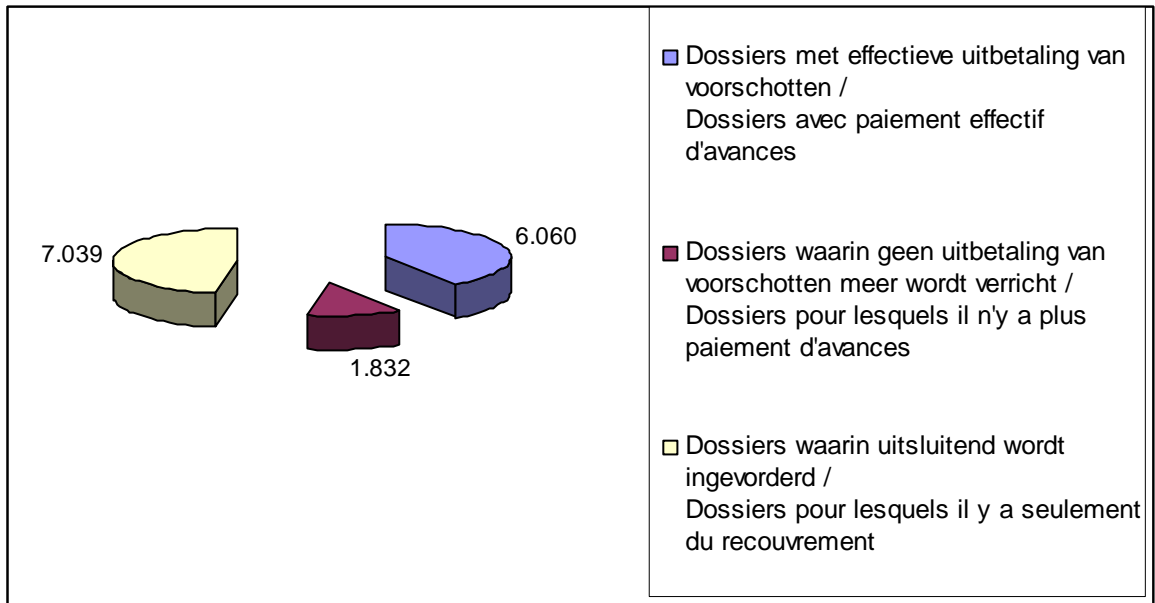 7.039
6.060
1.832
Dossiers met effectieve uitbetaling van
voorschotten /
Dossiers avec paiement effectif
d'avances
Dossiers waarin geen uitbetaling van
voorschotten meer wordt verricht /
Dossiers pour lesquels il n'y a plus
paiement d'avances
Dossiers waarin uitsluitend wordt
ingevorderd /
Dossiers pour lesquels il y a seulement
du recouvrement